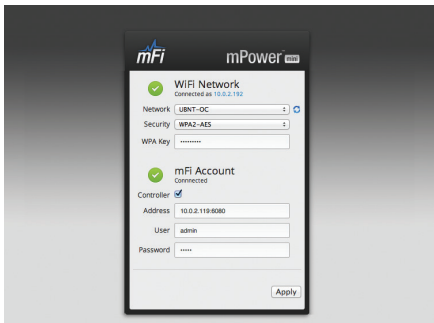 mFi
mPower mini
WiFi Network
Connected as 10.0.2.192
Network UBNT-OC
Security WPA2-AES
WPA Key •••••••••
mFi Account
Connnected
Controller
Address 10.0.2.119:6080
User admin
Password •••••
Apply